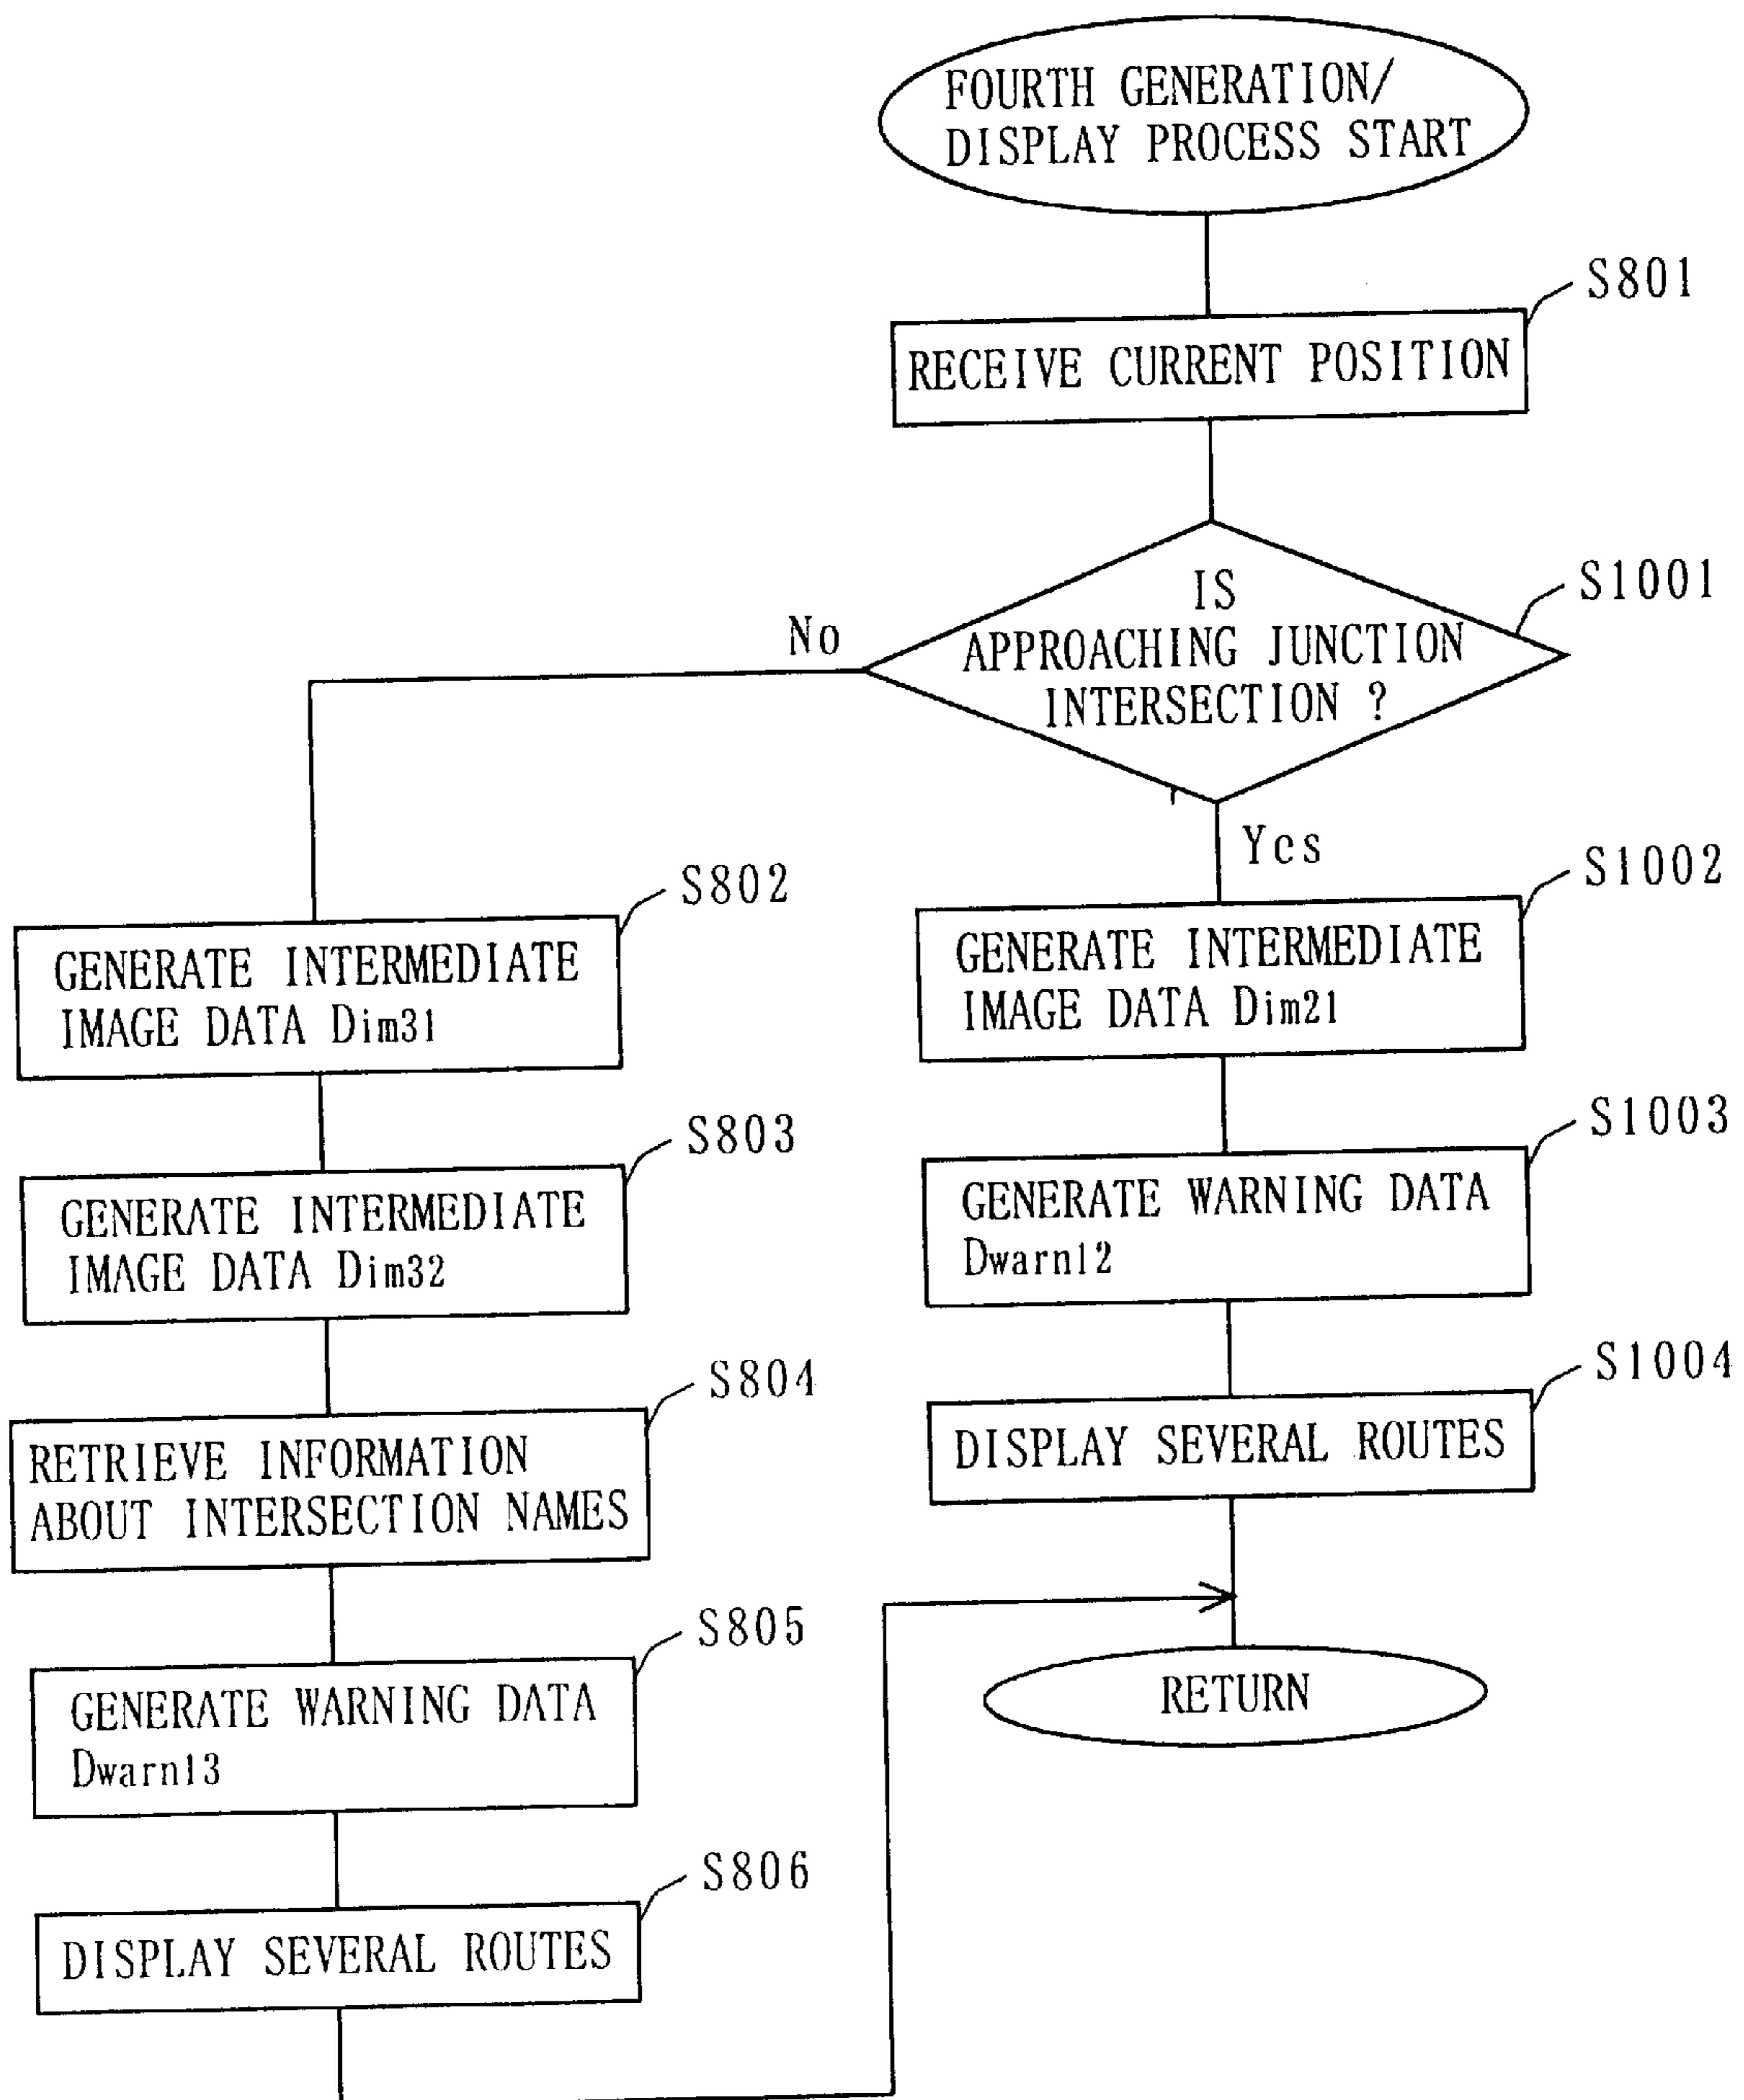 FOURTH GENERATION/
DISPLAY PROCESS START
S801
RECEIVE CURRENT POSITION
S1001
IS
APPROACHING JUNCTION
INTERSECTION ?
No
Yes
S802
GENERATE INTERMEDIATE
IMAGE DATA Dim31
S803
GENERATE INTERMEDIATE
IMAGE DATA Dim32
S804
RETRIEVE INFORMATION
ABOUT INTERSECTION NAMES
S805
GENERATE WARNING DATA
Dwarn13
S806
DISPLAY SEVERAL ROUTES
S1002
GENERATE INTERMEDIATE
IMAGE DATA Dim21
S1003
GENERATE WARNING DATA
Dwarn12
S1004
DISPLAY SEVERAL ROUTES
RETURN